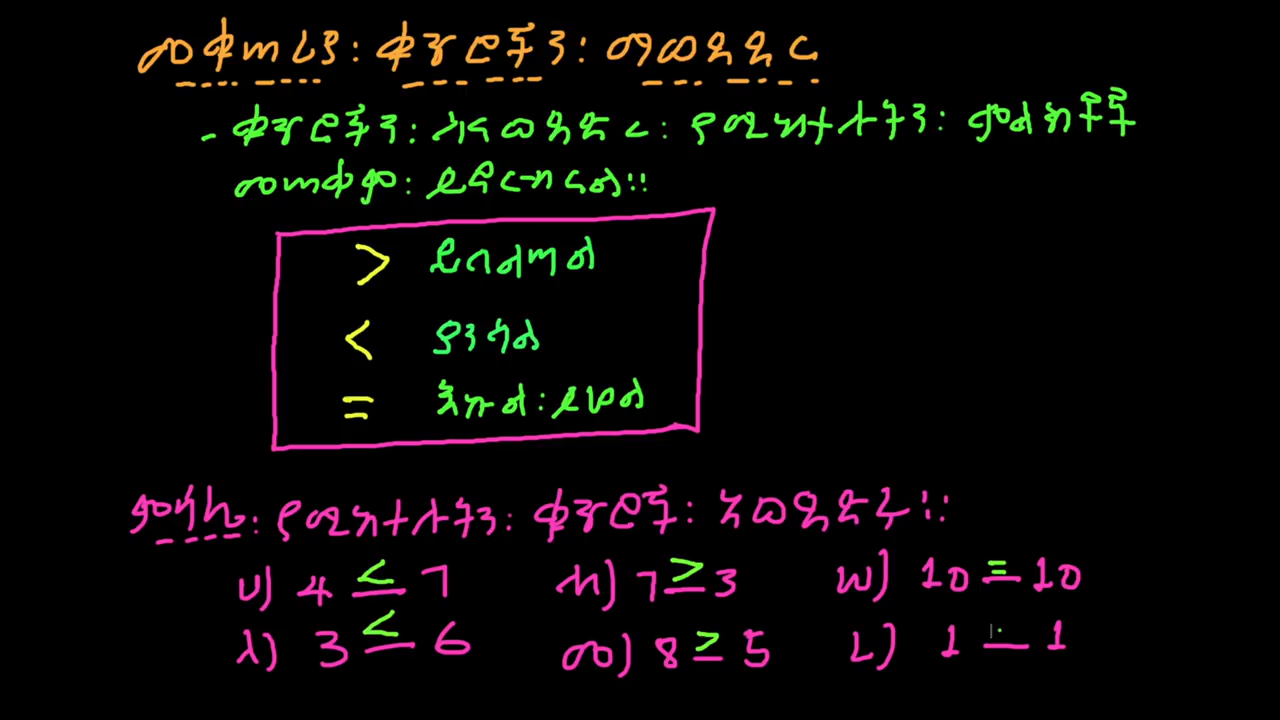 መቀጠሪያ፡ ቁጥሮችን፡ ማወዳደር
- ቁጥሮችን፡ ለማወዳደር፡ የሚከተሉትን፡ ምልክቶች
መጠቀም፡ ይኖርብናል።
> ይበልጣል
< ያንሳል
= እኩል፡ ይሆናል
ምሳሌ፡ የሚከተሉትን፡ ቁጥሮች፡ አወዳድሩ።
ሀ) 4 < 7 ሐ) 7 > 3 ሠ) 10 = 10
ለ) 3 < 6 መ) 8 > 5 ረ) 1 1